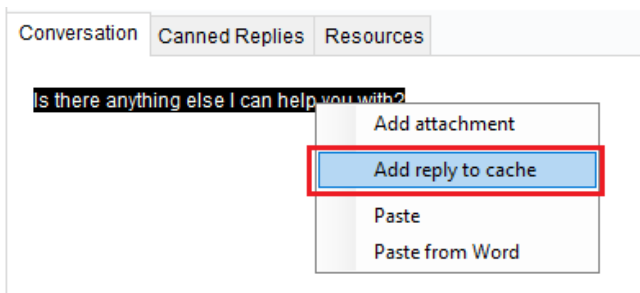 Conversation Canned Replies Resources
Is there anything else I can help you with?
Add attachment
Add reply to cache
Paste
Paste from Word